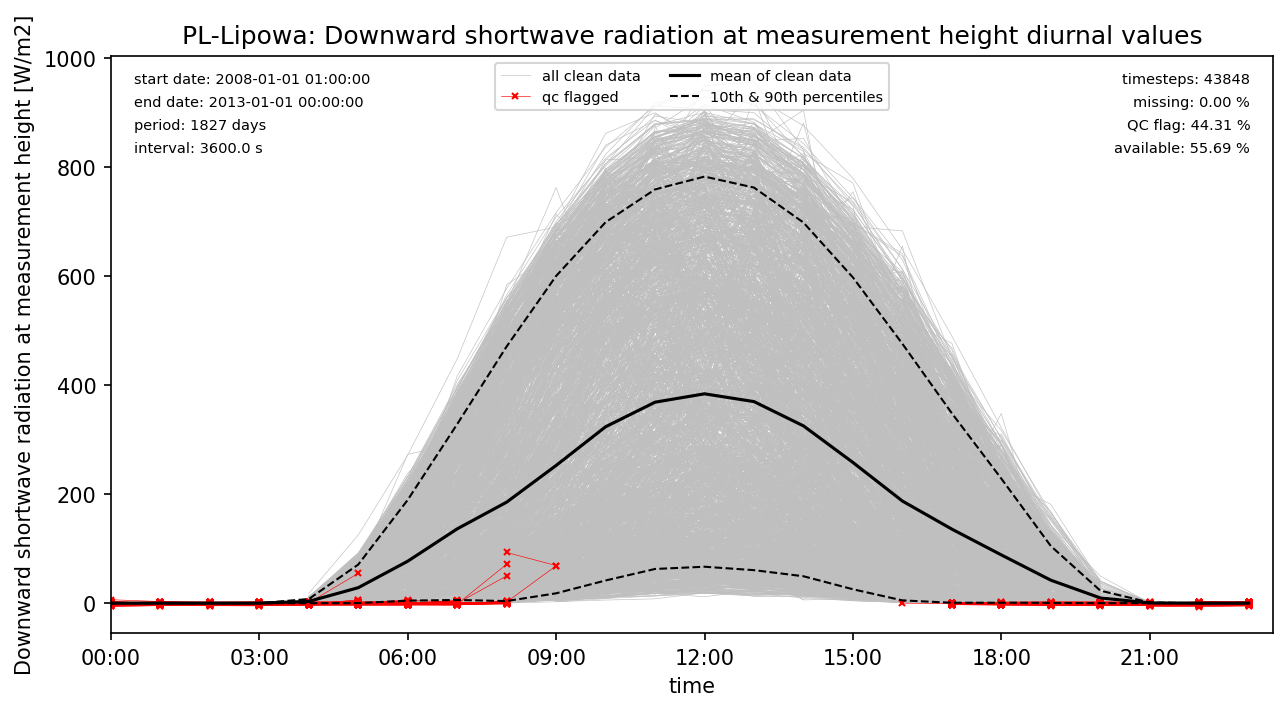 PL-Lipowa: Downward shortwave radiation at measurement height diurnal values
Downward shortwave radiation at measurement height [W/m2]
1000
800
600
400
200
0
start date: 2008-01-01 01:00:00
end date: 2013-01-01 00:00:00
period: 1827 days
interval: 3600.0 s
all clean data
qc flagged
mean of clean data
10th & 90th percentiles
timesteps: 43848
missing: 0.00 %
QC flag: 44.31 %
available: 55.69 %
00:00
03:00
06:00
09:00
12:00
15:00
18:00
21:00
time